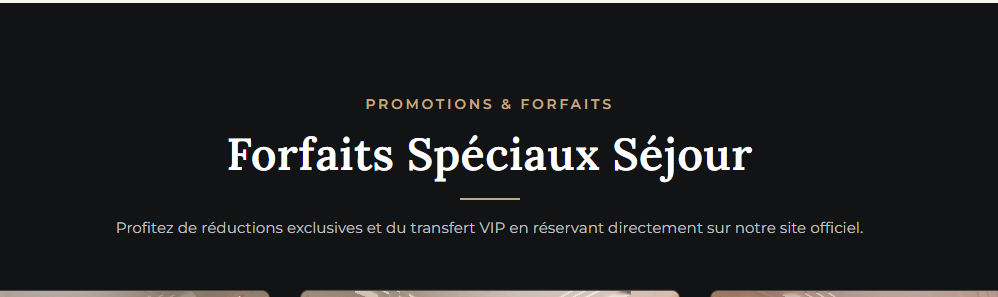 PROMOTIONS & FORFAITS
Forfaits Spéciaux Séjour
Profitez de réductions exclusives et du transfert VIP en réservant directement sur notre site officiel.